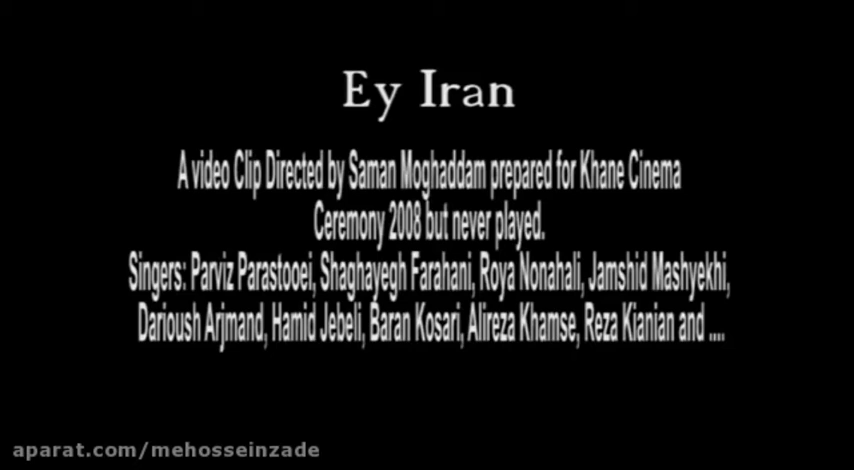 Ey Iran
A video Clip Directed by Saman Moghaddam prepared for Khane Cinema
Ceremony 2008 but never played.
Singers: Parviz Parastooei, Shaghayegh Farahani, Roya Nonahali, Jamshid Mashyekhi,
Darioush Arjmand, Hamid Jebeli, Baran Kosari, Alireza Khamse, Reza Kianian and ....
aparat.com/mehosseinzade